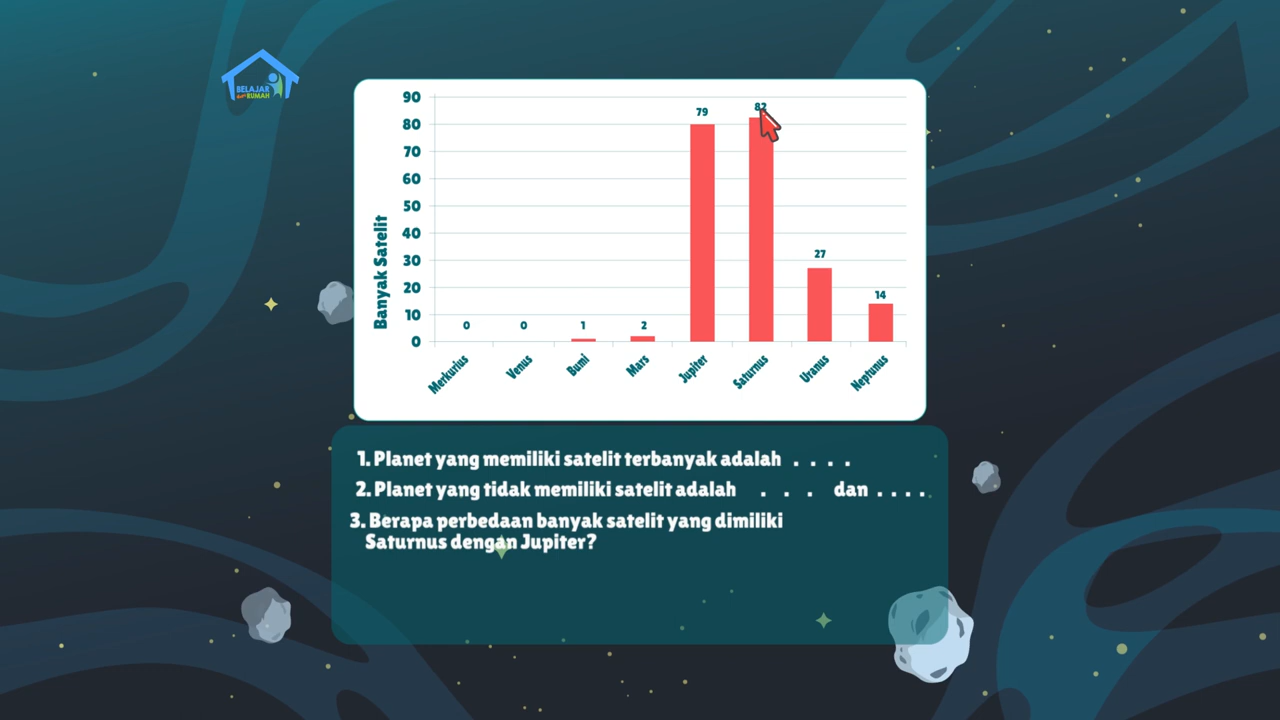 BELAJAR
dari RUMAH
90
80
70
60
50
40
30
20
10
0
Banyak Satelit
0
0
1
2
79
82
27
14
Merkurius
Venus
Bumi
Mars
Jupiter
Saturnus
Uranus
Neptunus
1. Planet yang memiliki satelit terbanyak adalah . . . .
2. Planet yang tidak memiliki satelit adalah . . . dan . . . .
3. Berapa perbedaan banyak satelit yang dimiliki
Saturnus dengan Jupiter?